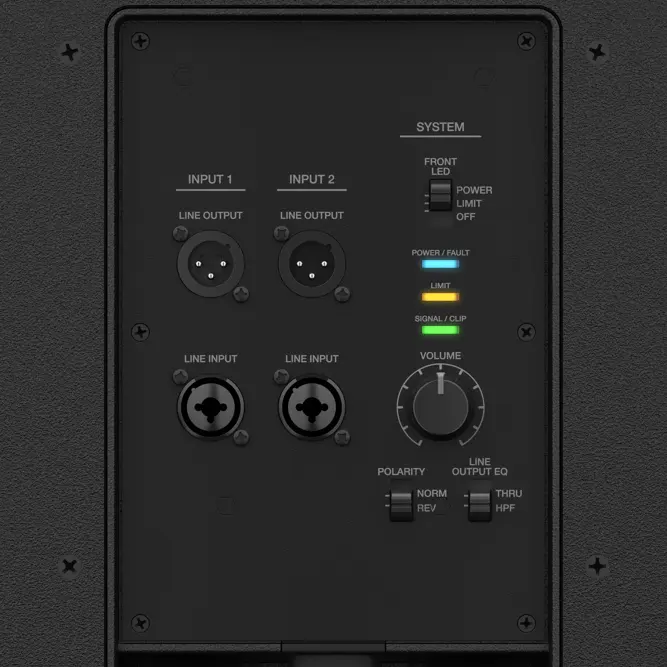 SYSTEM
FRONT
LED
POWER
LIMIT
OFF
INPUT 1
INPUT 2
LINE OUTPUT
LINE OUTPUT
POWER / FAULT
LIMIT
SIGNAL / CLIP
LINE INPUT
LINE INPUT
VOLUME
POLARITY
NORM
REV
LINE
OUTPUT EQ
THRU
HPF